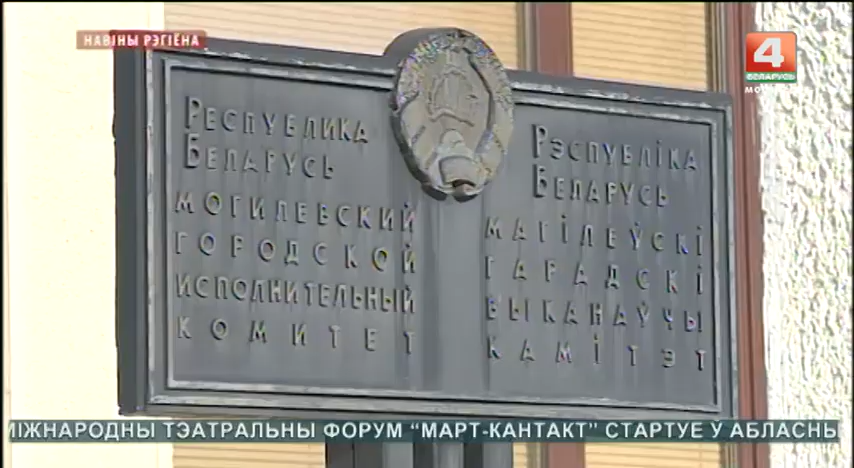 НАВІНЫ РЭГІЁНА
4
БЕЛАРУСЬ
РЕСПУБЛИКА
БЕЛАРУСЬ
МОГИЛЕВСКИЙ
ГОРОДСКОЙ
ИСПОЛНИТЕЛЬНЫЙ
КОМИТЕТ
РЭСПУБЛІКА
БЕЛАРУСЬ
МАГІЛЕЎСКІ
ГАРАДСКІ
ВЫКАНАЎЧЫ
КАМІТЭТ
МІЖНАРОДНЫ ТЭАТРАЛЬНЫ ФОРУМ “МАРТ-КАНТАКТ” СТАРТУЕ Ў АБЛАСНЫ